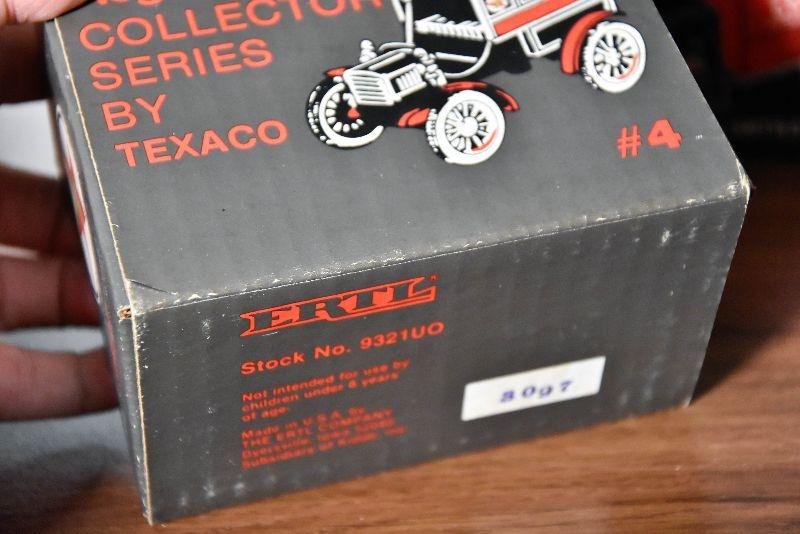 COLLECTOR
SERIES
BY
TEXACO
#4
ERTL
Stock No. 9321UO
Not intended for use by
children under 8 years
of age.
Made in U.S.A. by
THE ERTL COMPANY
Dyersville, Iowa 52040
Subsidiary of Kidde, Inc.
a097